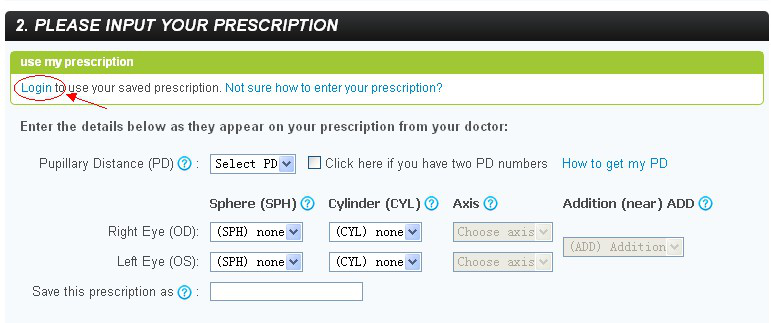 2. PLEASE INPUT YOUR PRESCRIPTION
use my prescription
Login to use your saved prescription. Not sure how to enter your prescription?
Enter the details below as they appear on your prescription from your doctor:
Pupillary Distance (PD) ? : Select PD Click here if you have two PD numbers How to get my PD
Sphere (SPH) ? Cylinder (CYL) ? Axis ? Addition (near) ADD ?
Right Eye (OD): (SPH) none (CYL) none Choose axis
(ADD) Addition
Left Eye (OS): (SPH) none (CYL) none Choose axis
Save this prescription as ? :